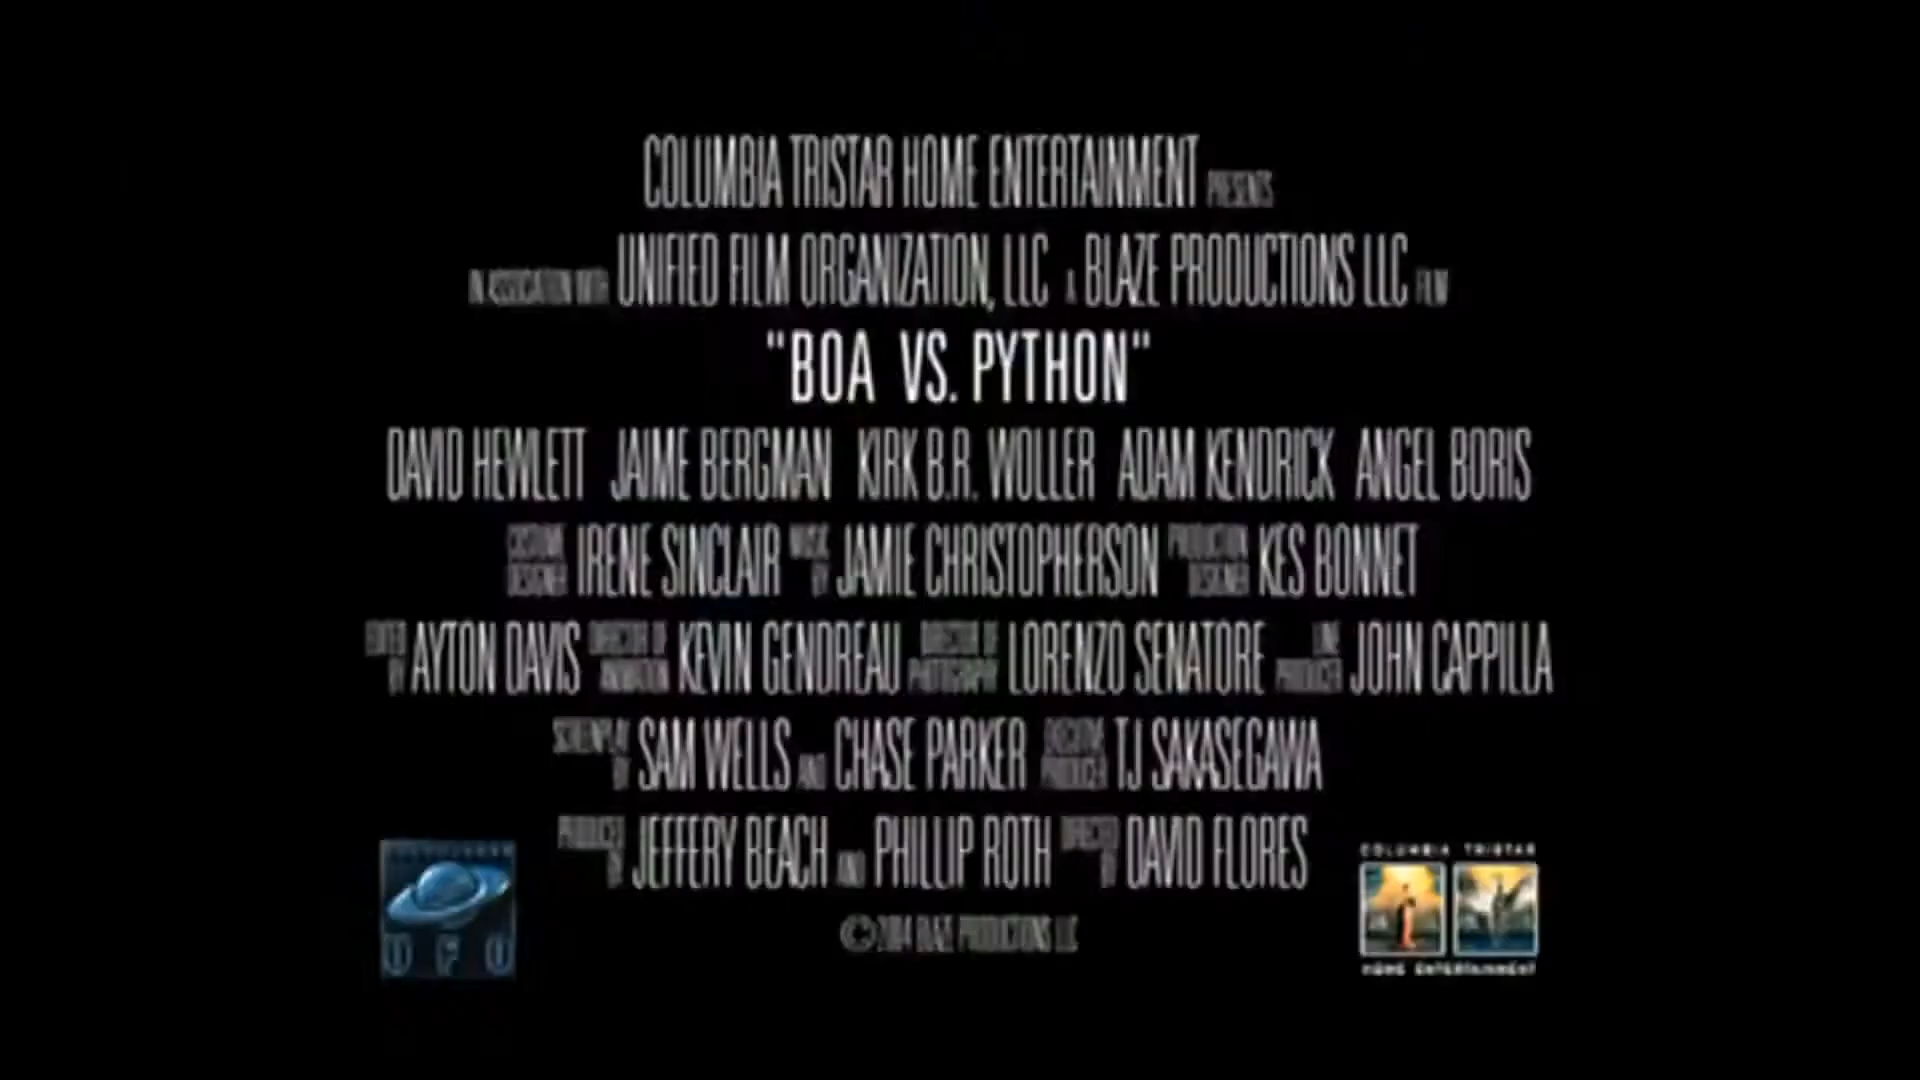 COLUMBIA TRISTAR HOME ENTERTAINMENT PRESENTS
IN ASSOCIATION WITH UNIFIED FILM ORGANIZATION, LLC A BLAZE PRODUCTIONS LLC FILM
"BOA VS. PYTHON"
DAVID HEWLETT JAIME BERGMAN KIRK B.R. WOLLER ADAM KENDRICK ANGEL BORIS
COSTUME DESIGNER IRENE SINCLAIR MUSIC BY JAMIE CHRISTOPHERSON PRODUCTION DESIGNER KES BONNET
EDITED BY AYTON DAVIS DIRECTOR OF ANIMATION KEVIN GENDREAU DIRECTOR OF PHOTOGRAPHY LORENZO SENATORE LINE PRODUCER JOHN CAPPILLA
SCREENPLAY BY SAM WELLS AND CHASE PARKER EXECUTIVE PRODUCER TJ SAKASEGAWA
PRODUCED BY JEFFERY BEACH AND PHILLIP ROTH DIRECTED BY DAVID FLORES
© 2004 BLAZE PRODUCTIONS LLC
UFO
COLUMBIA TRISTAR
HOME ENTERTAINMENT